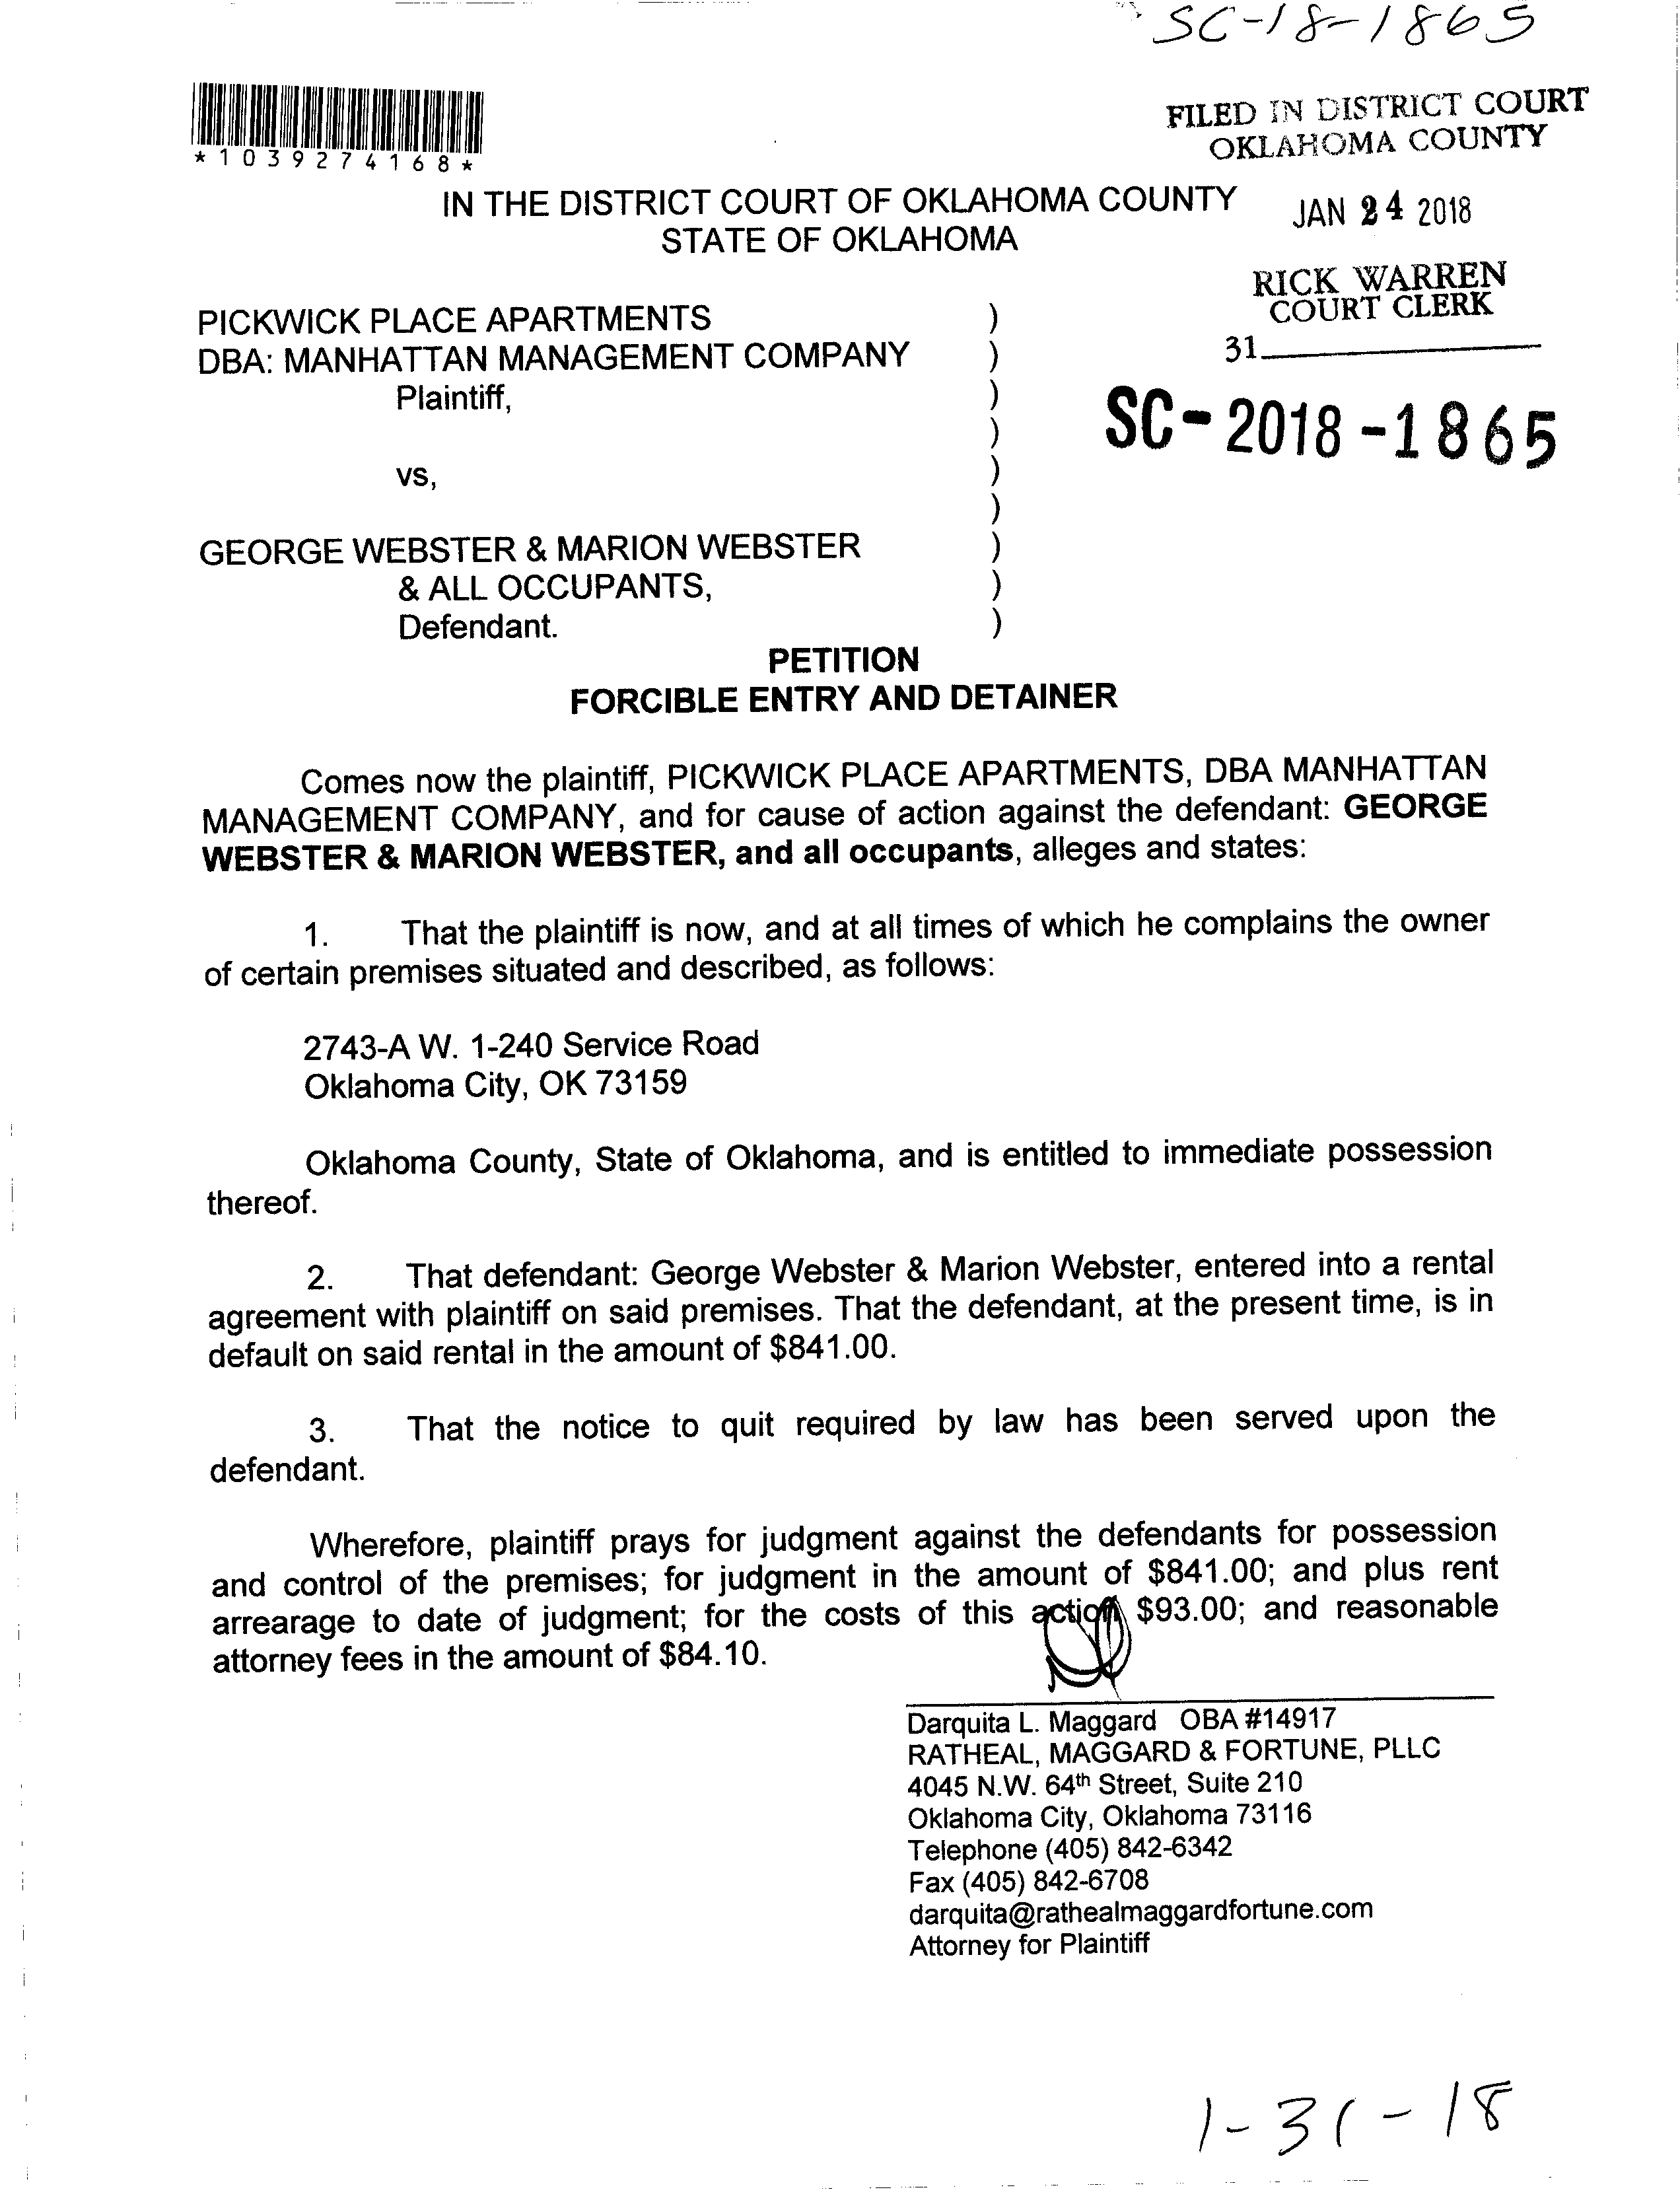 SC-18-1865
*1039274168*
FILED IN DISTRICT COURT
OKLAHOMA COUNTY
IN THE DISTRICT COURT OF OKLAHOMA COUNTY
STATE OF OKLAHOMA
JAN 24 2018
RICK WARREN
COURT CLERK
31
SC-2018-1865
PICKWICK PLACE APARTMENTS )
DBA: MANHATTAN MANAGEMENT COMPANY )
Plaintiff, )
)
vs, )
)
GEORGE WEBSTER & MARION WEBSTER )
& ALL OCCUPANTS, )
Defendant. )
PETITION
FORCIBLE ENTRY AND DETAINER
Comes now the plaintiff, PICKWICK PLACE APARTMENTS, DBA MANHATTAN
MANAGEMENT COMPANY, and for cause of action against the defendant: GEORGE
WEBSTER & MARION WEBSTER, and all occupants, alleges and states:
1. That the plaintiff is now, and at all times of which he complains the owner
of certain premises situated and described, as follows:
2743-A W. 1-240 Service Road
Oklahoma City, OK 73159
Oklahoma County, State of Oklahoma, and is entitled to immediate possession
thereof.
2. That defendant: George Webster & Marion Webster, entered into a rental
agreement with plaintiff on said premises. That the defendant, at the present time, is in
default on said rental in the amount of $841.00.
3. That the notice to quit required by law has been served upon the
defendant.
Wherefore, plaintiff prays for judgment against the defendants for possession
and control of the premises; for judgment in the amount of $841.00; and plus rent
arrearage to date of judgment; for the costs of this action $93.00; and reasonable
attorney fees in the amount of $84.10.
Darquita L. Maggard OBA #14917
RATHEAL, MAGGARD & FORTUNE, PLLC
4045 N.W. 64th Street, Suite 210
Oklahoma City, Oklahoma 73116
Telephone (405) 842-6342
Fax (405) 842-6708
darquita@rathealmaggardfortune.com
Attorney for Plaintiff
1-31-18